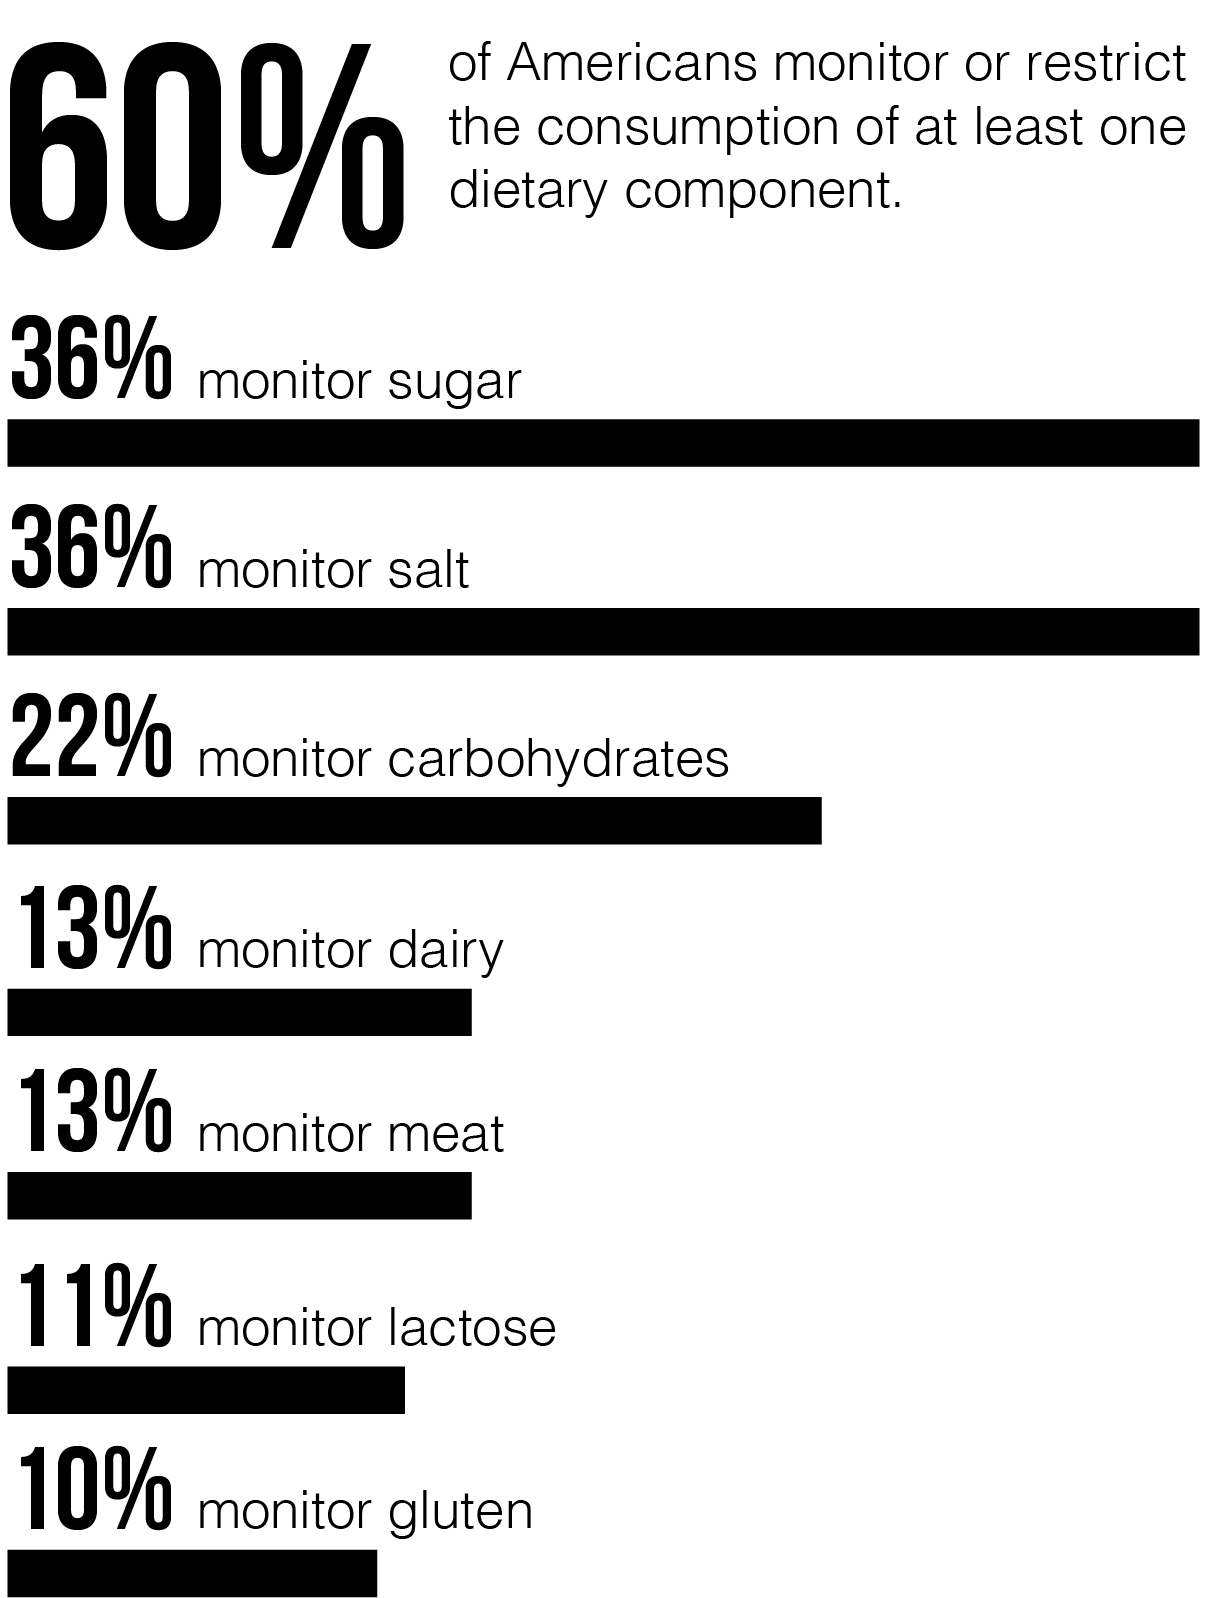 60%
of Americans monitor or restrict
the consumption of at least one
dietary component.
36% monitor sugar
36% monitor salt
22% monitor carbohydrates
13% monitor dairy
13% monitor meat
11% monitor lactose
10% monitor gluten